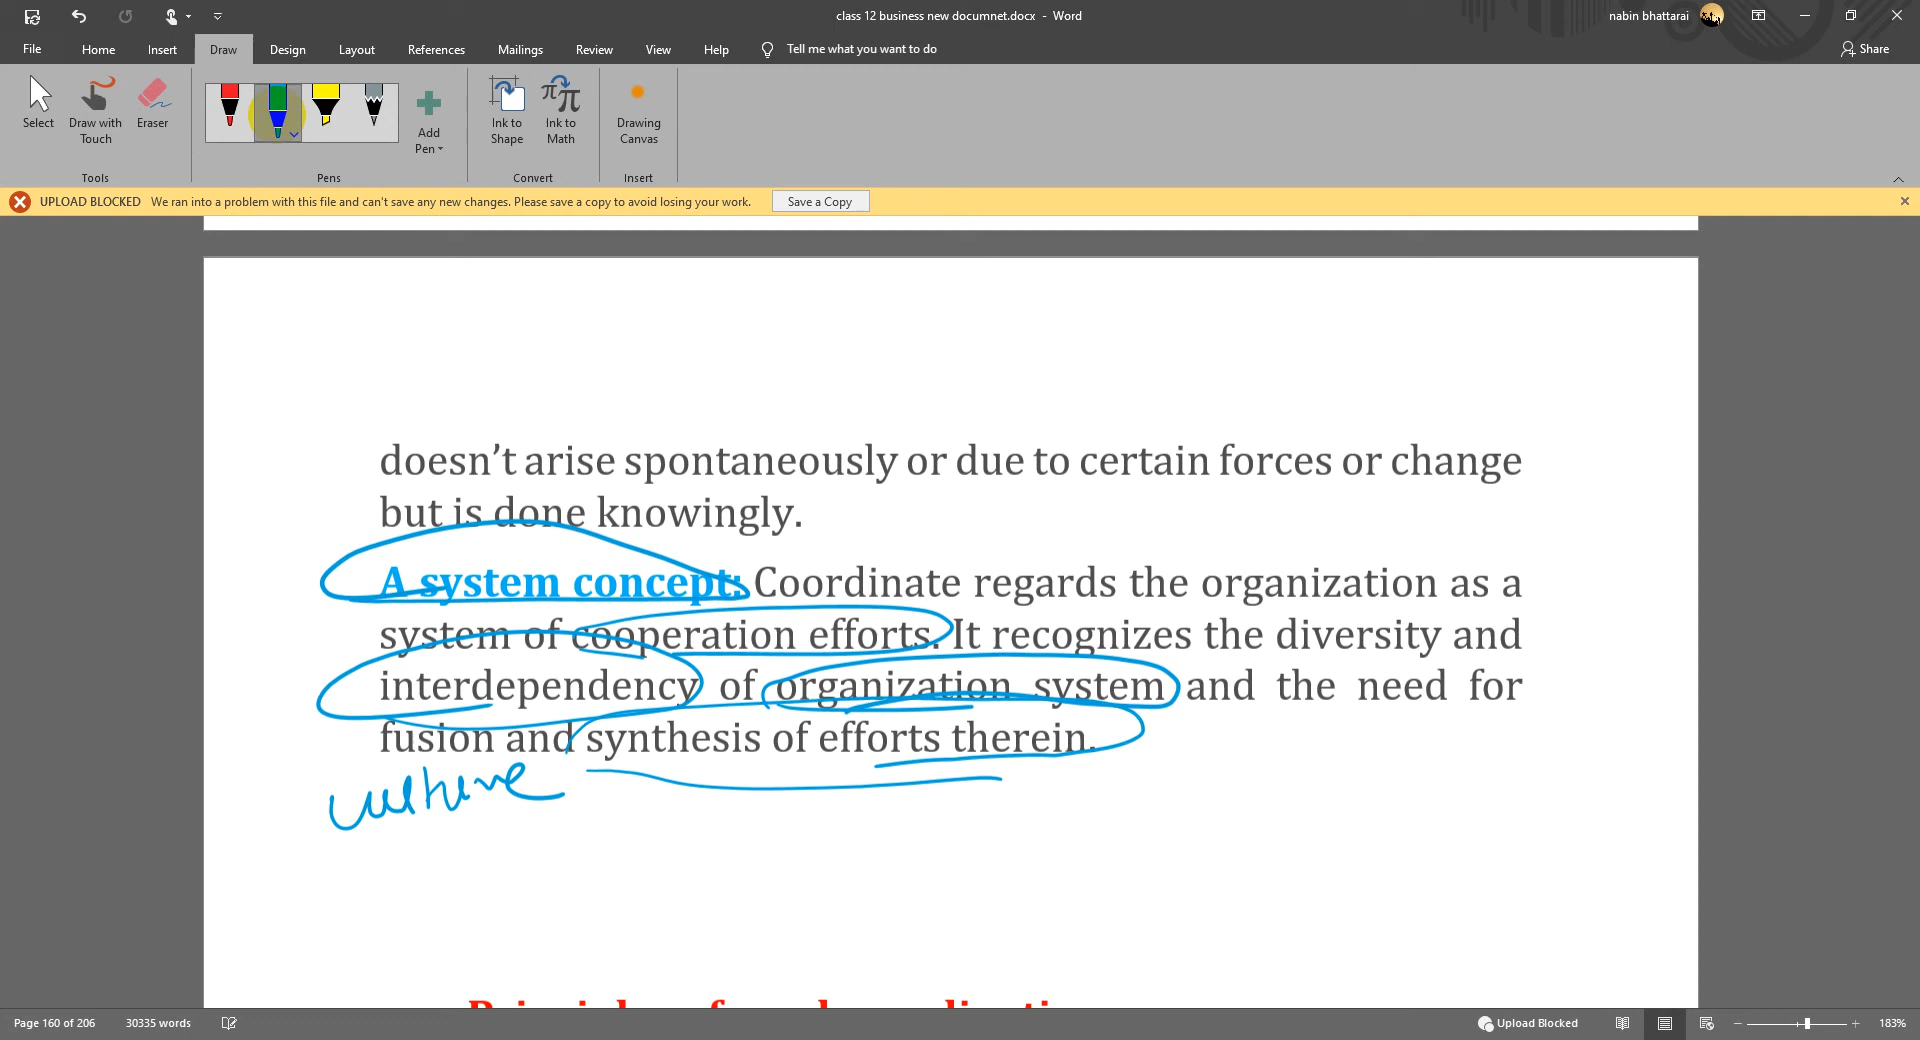 class 12 business new documnet.docx - Word
nabin bhattarai
File Home Insert Draw Design Layout References Mailings Review View Help Tell me what you want to do Share
Select Draw with Touch Eraser Add Pen Ink to Shape Ink to Math Drawing Canvas
Tools Pens Convert Insert
UPLOAD BLOCKED We ran into a problem with this file and can't save any new changes. Please save a copy to avoid losing your work. Save a Copy
doesn’t arise spontaneously or due to certain forces or change
but is done knowingly.
A system concept: Coordinate regards the organization as a
system of cooperation efforts. It recognizes the diversity and
interdependency of organization system and the need for
fusion and synthesis of efforts therein.
culture
Page 160 of 206 30335 words Upload Blocked 183%